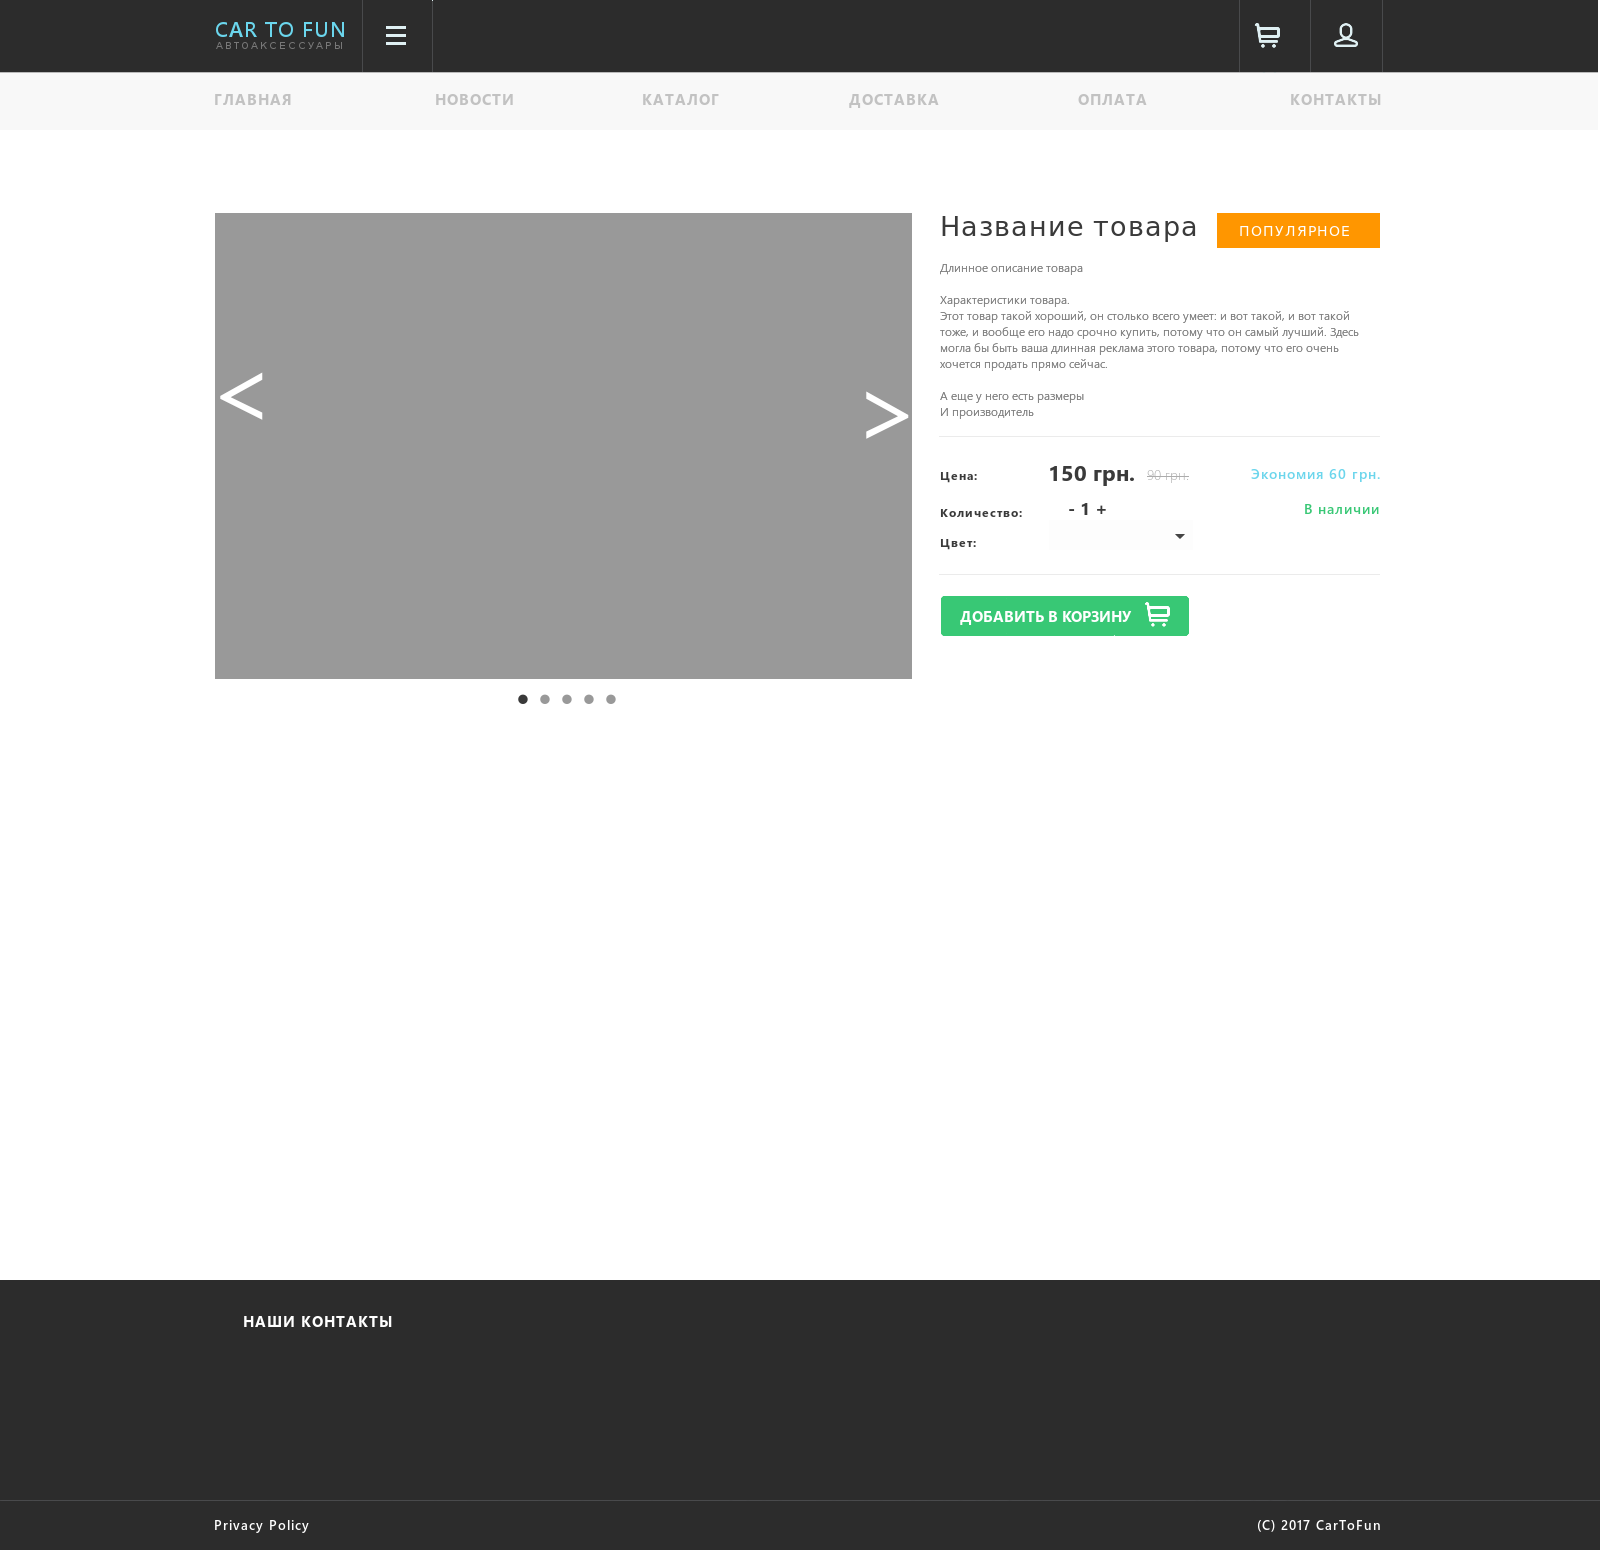 CAR TO FUN
АВТОАКСЕССУАРЫ
ГЛАВНАЯ НОВОСТИ КАТАЛОГ ДОСТАВКА ОПЛАТА КОНТАКТЫ
< >
Название товара ПОПУЛЯРНОЕ
Длинное описание товара
Характеристики товара.
Этот товар такой хороший, он столько всего умеет: и вот такой, и вот такой
тоже, и вообще его надо срочно купить, потому что он самый лучший. Здесь
могла бы быть ваша длинная реклама этого товара, потому что его очень
хочется продать прямо сейчас.
А еще у него есть размеры
И производитель
Цена: 150 грн. 90 грн. Экономия 60 грн.
Количество: - 1 + В наличии
Цвет:
ДОБАВИТЬ В КОРЗИНУ
НАШИ КОНТАКТЫ
Privacy Policy (C) 2017 CarToFun